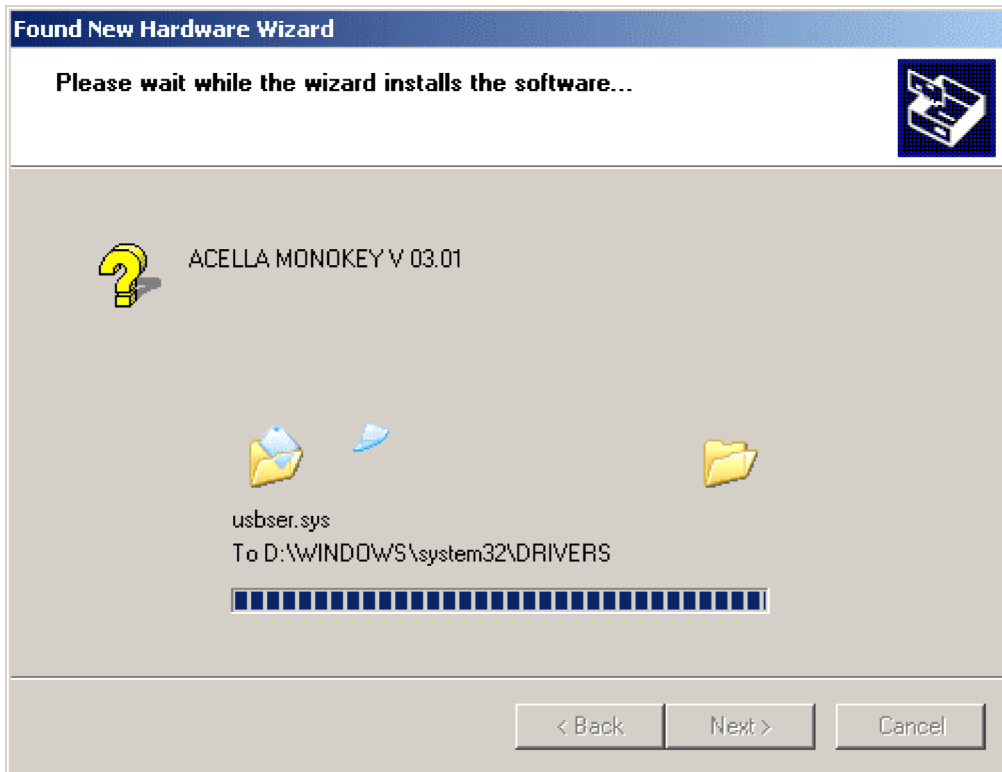 Found New Hardware Wizard
Please wait while the wizard installs the software...
ACELLA MONOKEY V 03.01
usbser.sys
To D:\WINDOWS\system32\DRIVERS
< Back Next > Cancel